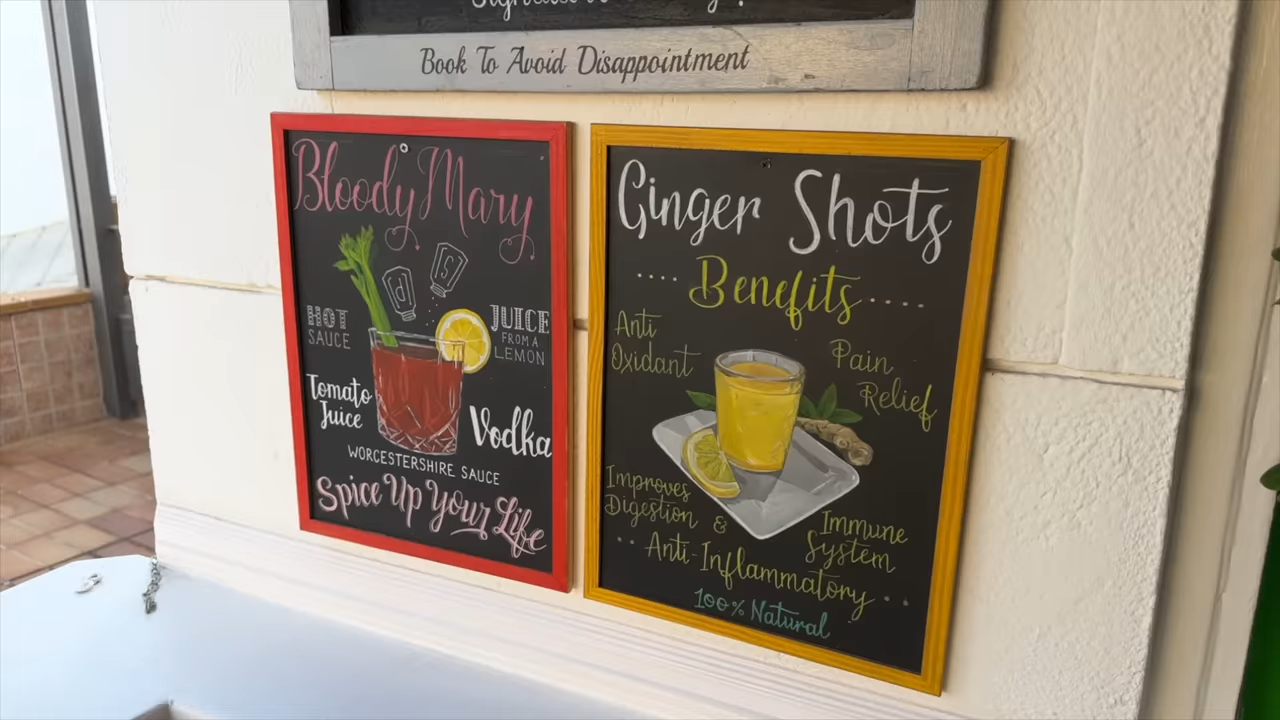 Book To Avoid Disappointment
Bloody Mary
P
S
HOT
SAUCE
JUICE
FROM A
LEMON
Tomato
Juice
Vodka
WORCESTERSHIRE SAUCE
Spice Up Your Life
Ginger Shots
Benefits
Anti
Oxidant
Pain
Relief
Improves
Digestion &
Immune
System
Anti-Inflammatory
100% Natural